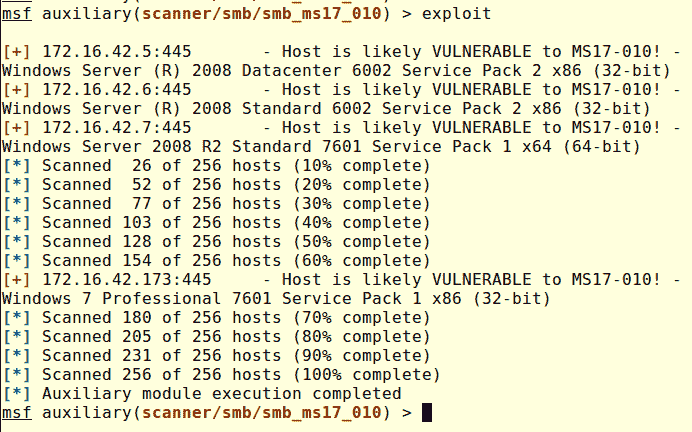 msf auxiliary(scanner/smb/smb_ms17_010) > exploit
[+] 172.16.42.5:445       - Host is likely VULNERABLE to MS17-010! -
Windows Server (R) 2008 Datacenter 6002 Service Pack 2 x86 (32-bit)
[+] 172.16.42.6:445       - Host is likely VULNERABLE to MS17-010! -
Windows Server (R) 2008 Standard 6002 Service Pack 2 x86 (32-bit)
[+] 172.16.42.7:445       - Host is likely VULNERABLE to MS17-010! -
Windows Server 2008 R2 Standard 7601 Service Pack 1 x64 (64-bit)
[*] Scanned  26 of 256 hosts (10% complete)
[*] Scanned  52 of 256 hosts (20% complete)
[*] Scanned  77 of 256 hosts (30% complete)
[*] Scanned 103 of 256 hosts (40% complete)
[*] Scanned 128 of 256 hosts (50% complete)
[*] Scanned 154 of 256 hosts (60% complete)
[+] 172.16.42.173:445     - Host is likely VULNERABLE to MS17-010! -
Windows 7 Professional 7601 Service Pack 1 x86 (32-bit)
[*] Scanned 180 of 256 hosts (70% complete)
[*] Scanned 205 of 256 hosts (80% complete)
[*] Scanned 231 of 256 hosts (90% complete)
[*] Scanned 256 of 256 hosts (100% complete)
[*] Auxiliary module execution completed
msf auxiliary(scanner/smb/smb_ms17_010) >